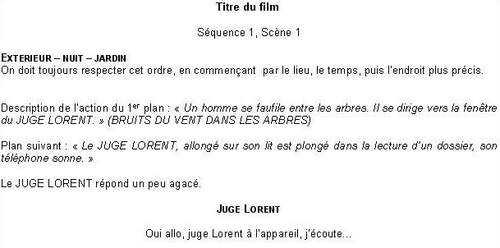 Titre du film
Séquence 1, Scène 1
EXTERIEUR – NUIT – JARDIN
On doit toujours respecter cet ordre, en commençant par le lieu, le temps, puis l'endroit plus précis.
Description de l'action du 1er plan : « Un homme se faufile entre les arbres. Il se dirige vers la fenêtre
du JUGE LORENT. » (BRUITS DU VENT DANS LES ARBRES)
Plan suivant : « Le JUGE LORENT, allongé sur son lit est plongé dans la lecture d'un dossier, son
téléphone sonne. »
Le JUGE LORENT répond un peu agacé.
JUGE LORENT
Oui allo, juge Lorent à l'appareil, j'écoute...